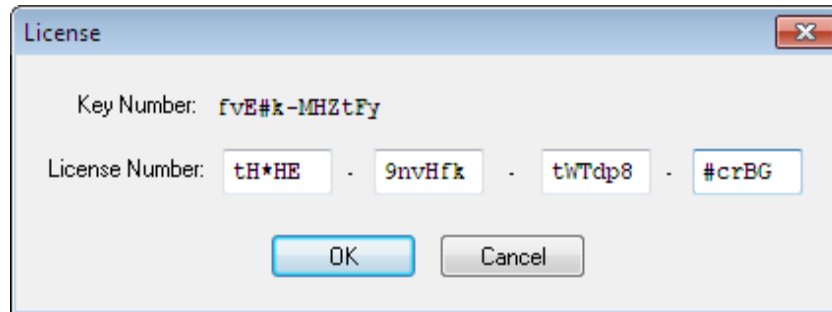 License
Key Number: fvE#k-MHZtFy
License Number: tH*HE - 9nvHfk - tWTdp8 - #crBG
OK Cancel